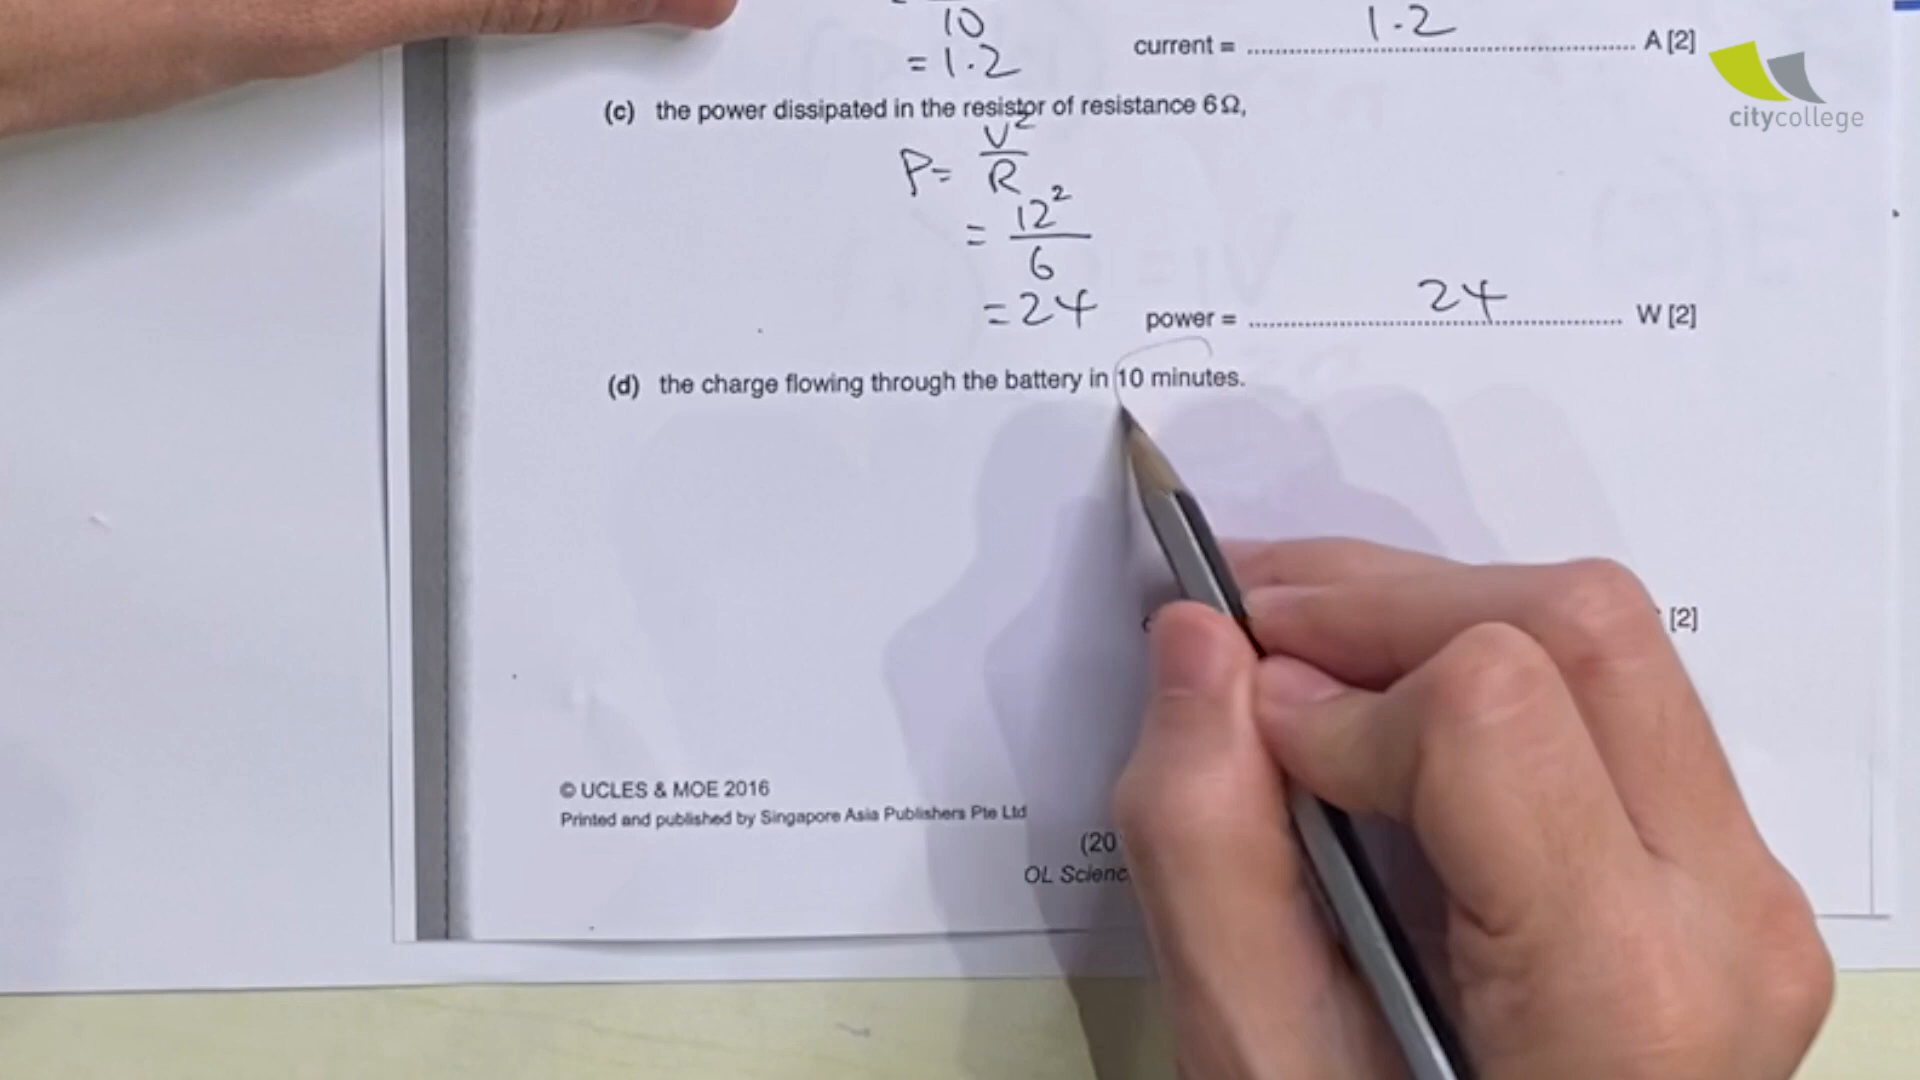 10
= 1.2
current = 1.2 A [2]
citycollege
(c) the power dissipated in the resistor of resistance 6 Ω,
P = V²
R
= 12²
6
= 24
power = 24 W [2]
(d) the charge flowing through the battery in 10 minutes.
[2]
© UCLES & MOE 2016
Printed and published by Singapore Asia Publishers Pte Ltd
(20
OL Scienc